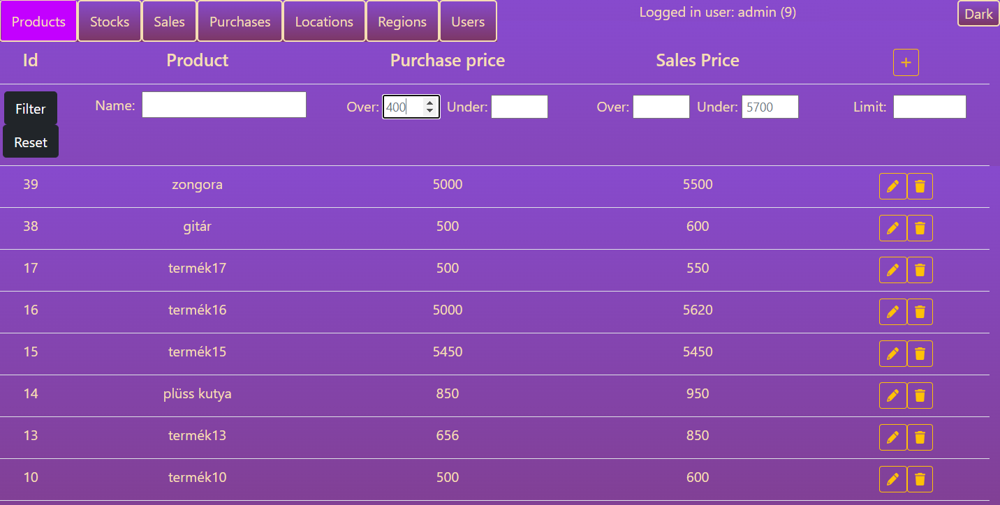 Products Stocks Sales Purchases Locations Regions Users Logged in user: admin (9) Dark
Id Product Purchase price Sales Price +
Filter Name: Over: 400 Under: Over: Under: 5700 Limit:
Reset
39 zongora 5000 5500
38 gitár 500 600
17 termék17 500 550
16 termék16 5000 5620
15 termék15 5450 5450
14 plüss kutya 850 950
13 termék13 656 850
10 termék10 500 600